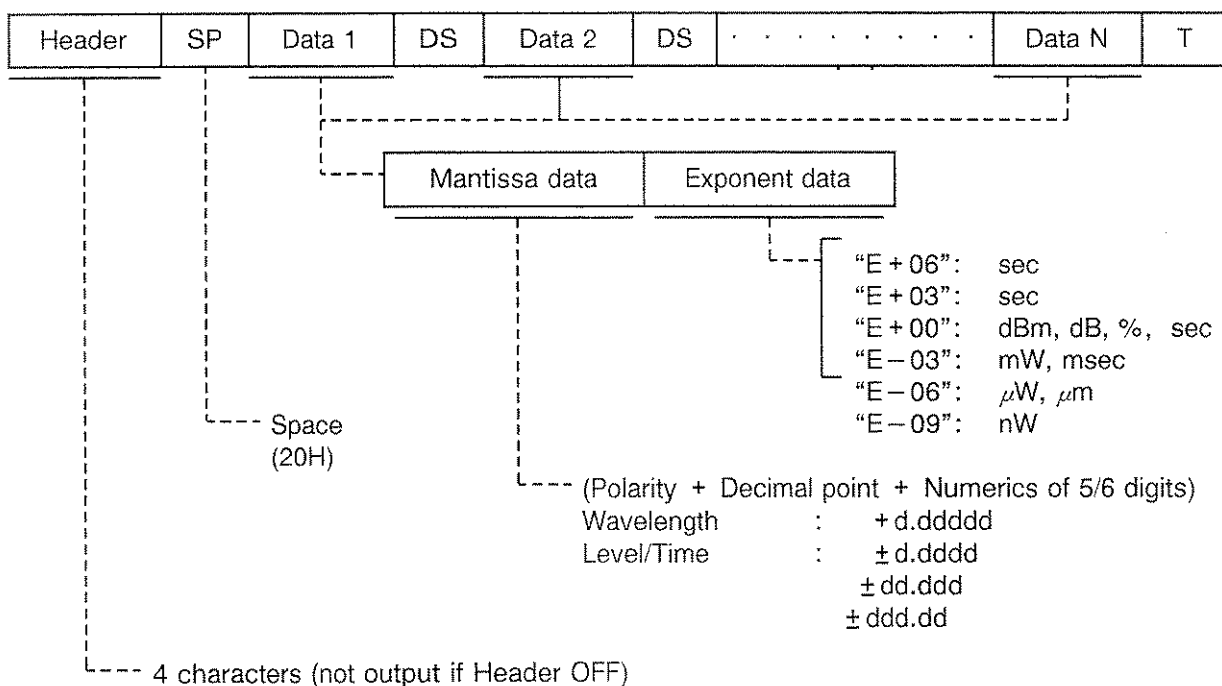 Header SP Data 1 DS Data 2 DS · · · · · · · · Data N T
Mantissa data Exponent data
“E+06”: sec
“E+03”: sec
“E+00”: dBm, dB, %, sec
“E−03”: mW, msec
“E−06”: μW, μm
“E−09”: nW
Space
(20H)
(Polarity + Decimal point + Numerics of 5/6 digits)
Wavelength : +d.ddddd
Level/Time : ±d.dddd
±dd.ddd
±ddd.dd
4 characters (not output if Header OFF)